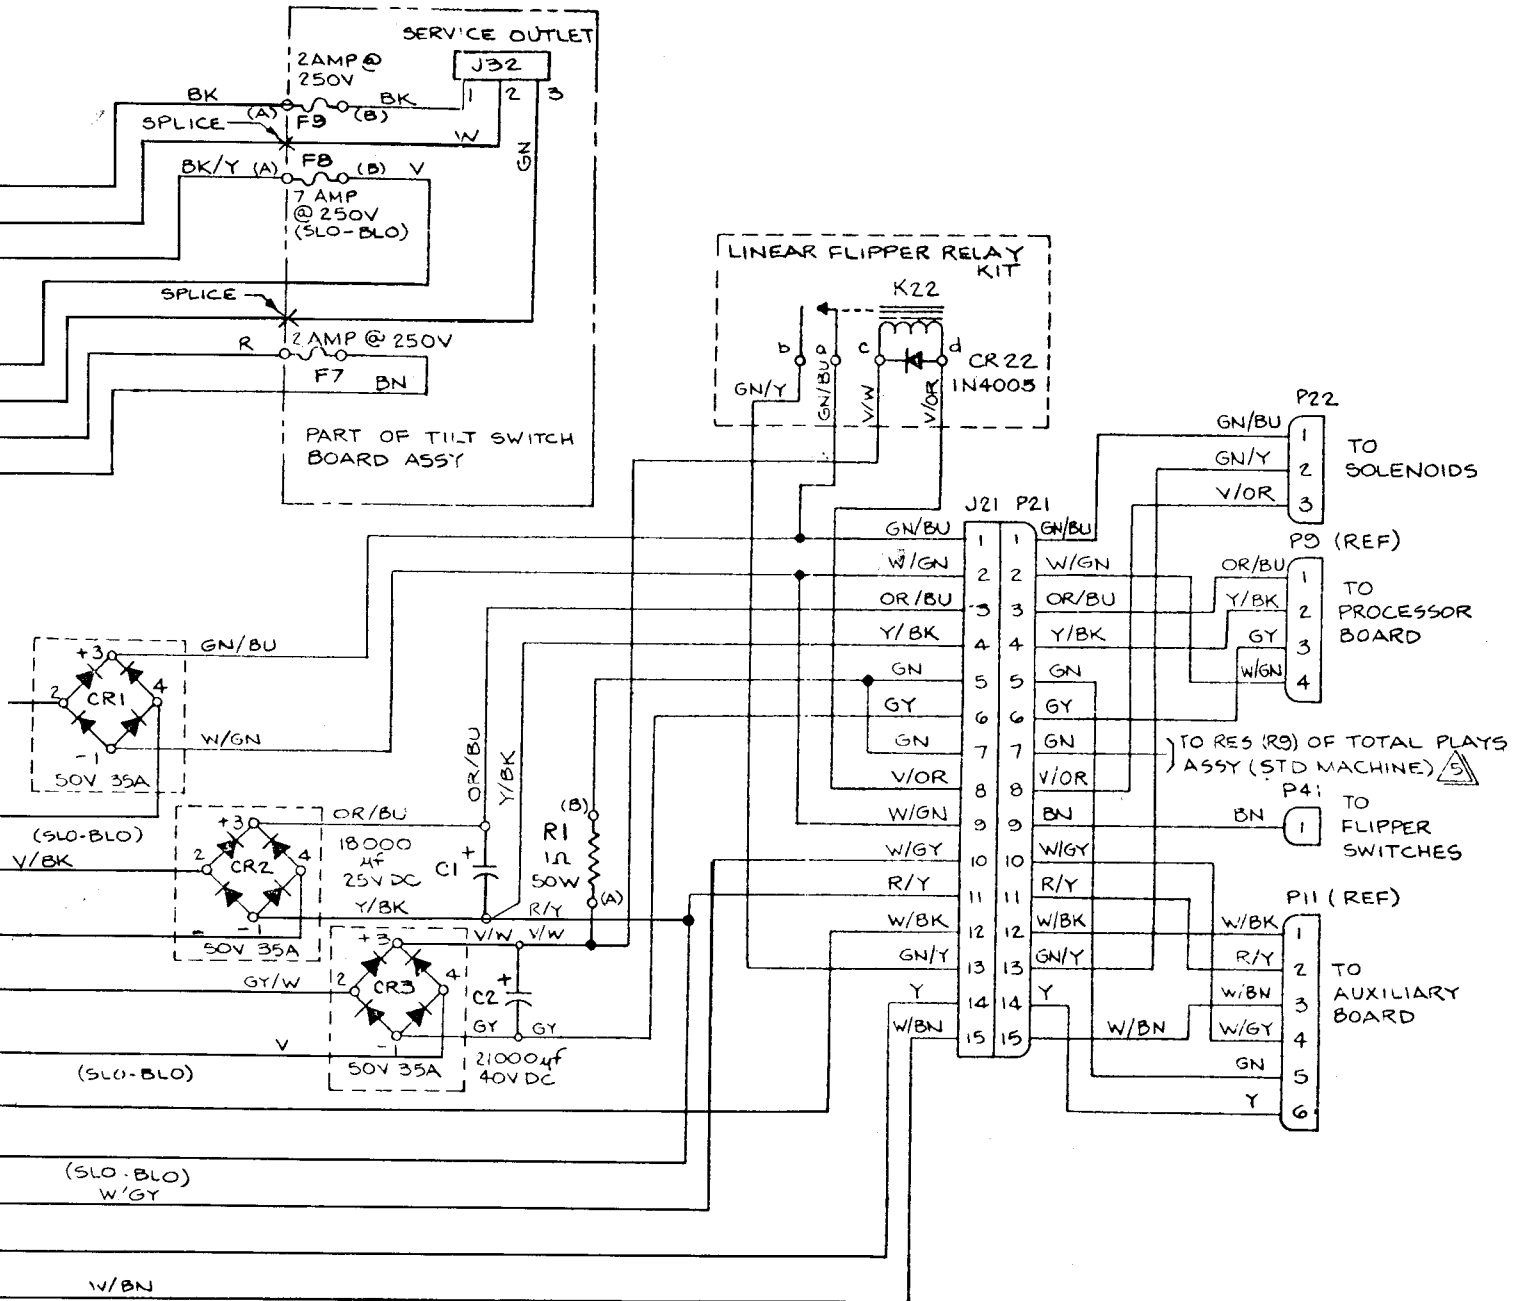 SERVICE OUTLET
2AMP @
250V
J32
1 2 3
BK
(A)
F9
(B)
BK
SPLICE
W
GN
BK/Y
(A)
F8
(B)
V
7 AMP
@ 250V
(SLO-BLO)
SPLICE
R
2 AMP @ 250V
F7
BN
PART OF TILT SWITCH
BOARD ASSY
LINEAR FLIPPER RELAY
KIT
K22
b
a
c
d
CR22
1N4005
GN/Y
GN/BU
V/W
V/OR
P22
GN/BU 1
GN/Y 2
V/OR 3
TO
SOLENOIDS
J21 P21
GN/BU 1 1 GN/BU
W/GN 2 2 W/GN
OR/BU 3 3 OR/BU
Y/BK 4 4 Y/BK
GN 5 5 GN
GY 6 6 GY
GN 7 7 GN
V/OR 8 8 V/OR
W/GN 9 9 BN
W/GY 10 10 W/GY
R/Y 11 11 R/Y
W/BK 12 12 W/BK
GN/Y 13 13 GN/Y
Y 14 14 Y
W/BN 15 15 W/BN
P9 (REF)
OR/BU 1
Y/BK 2
GY 3
W/GN 4
TO
PROCESSOR
BOARD
TO RES (R9) OF TOTAL PLAYS
ASSY (STD MACHINE) 5
P41
BN 1
TO
FLIPPER
SWITCHES
P11 (REF)
W/BK 1
R/Y 2
W/BN 3
W/GY 4
GN 5
Y 6
TO
AUXILIARY
BOARD
+3
GN/BU
2
CR1
4
-1
W/GN
50V 35A
(SLO-BLO)
V/BK
+3
OR/BU
2
CR2
4
-1
Y/BK
50V 35A
18000
µf
25VDC
C1
+
OR/BU
Y/BK
(B)
R1
1Ω
50W
(A)
R/Y
V/W
V/W
GY/W
+3
2
CR3
4
-1
50V 35A
V
(SLO-BLO)
C2
+
GY
GY
21000µf
40VDC
(SLO-BLO)
W/GY
W/BN